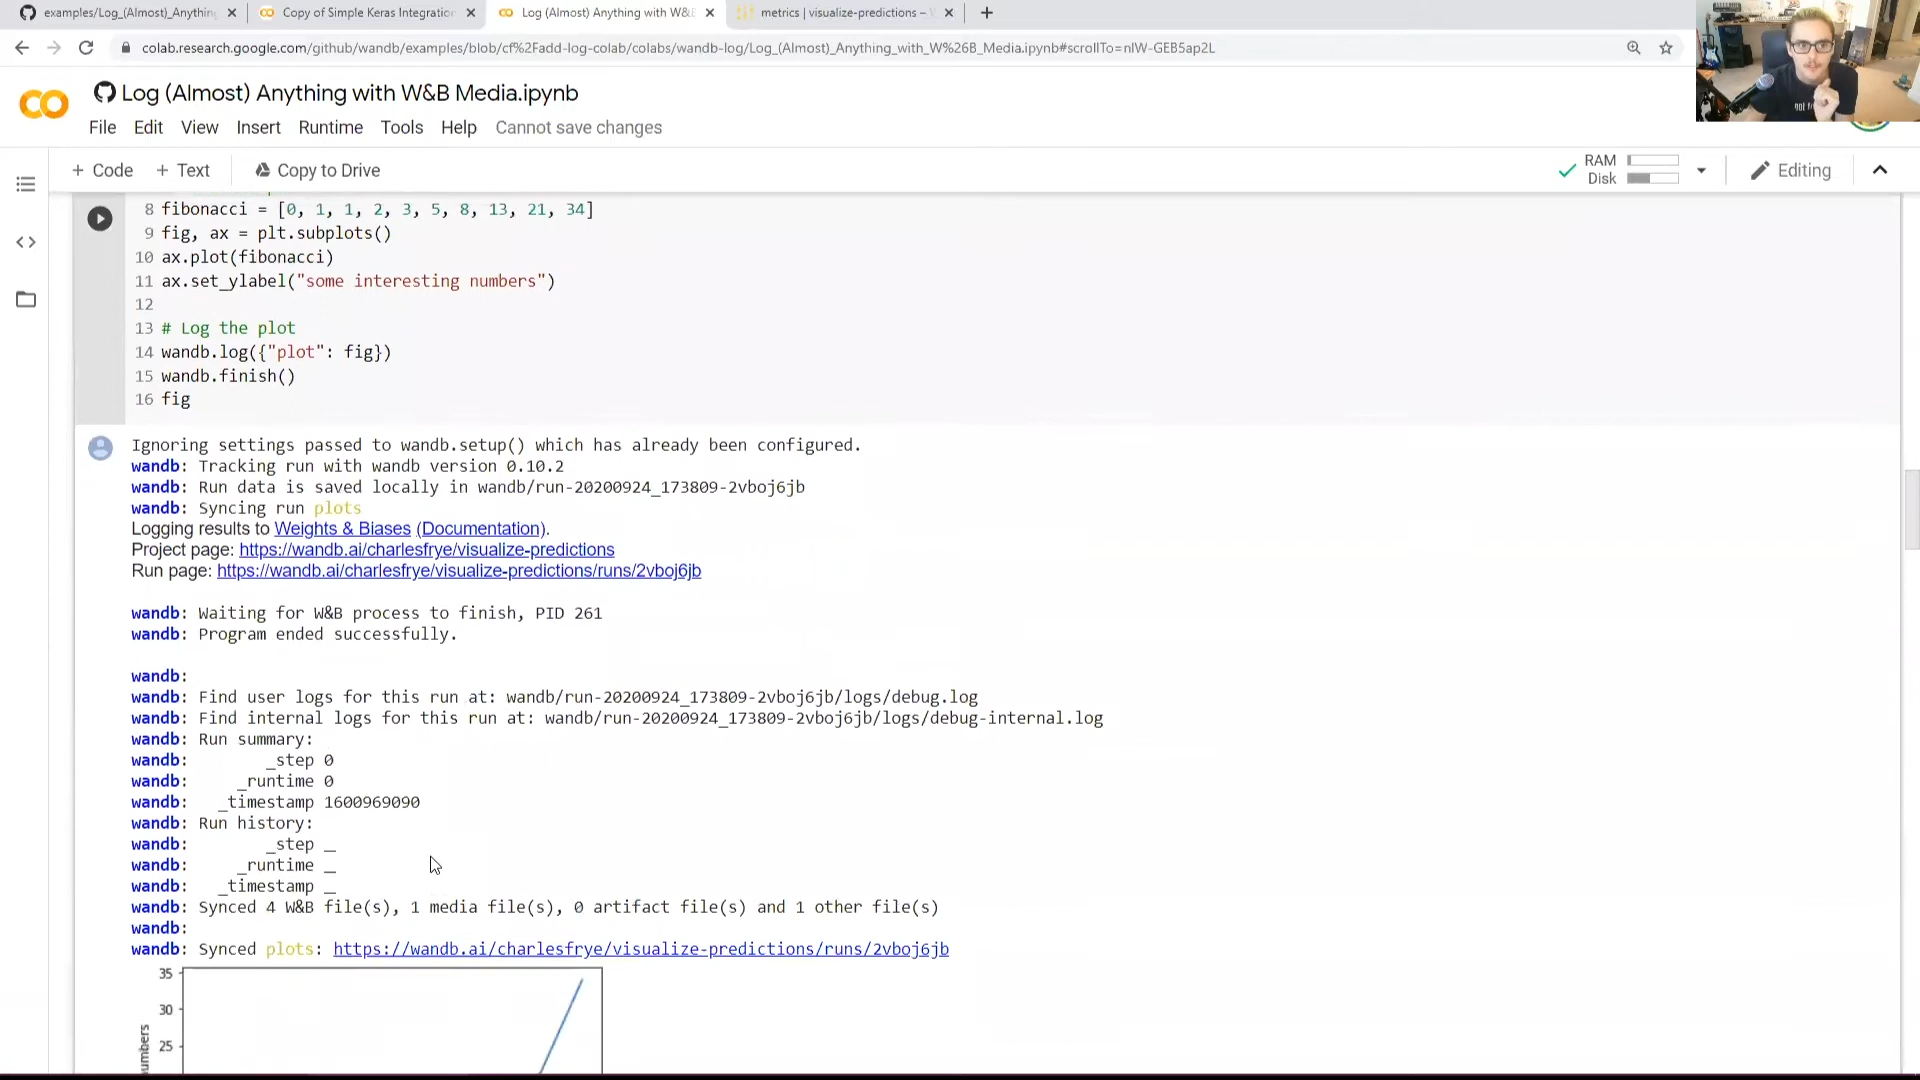 examples/Log_(Almost)_Anythin
Copy of Simple Keras Integration
Log (Almost) Anything with W&B
metrics | visualize-predictions –
colab.research.google.com/github/wandb/examples/blob/cf%2Fadd-log-colab/colabs/wandb-log/Log_(Almost)_Anything_with_W%26B_Media.ipynb#scrollTo=nIW-GEB5ap2L
Log (Almost) Anything with W&B Media.ipynb
File Edit View Insert Runtime Tools Help Cannot save changes
+ Code + Text Copy to Drive
RAM
Disk
Editing
8 fibonacci = [0, 1, 1, 2, 3, 5, 8, 13, 21, 34]
9 fig, ax = plt.subplots()
10 ax.plot(fibonacci)
11 ax.set_ylabel("some interesting numbers")
12
13 # Log the plot
14 wandb.log({"plot": fig})
15 wandb.finish()
16 fig
Ignoring settings passed to wandb.setup() which has already been configured.
wandb: Tracking run with wandb version 0.10.2
wandb: Run data is saved locally in wandb/run-20200924_173809-2vboj6jb
wandb: Syncing run plots
Logging results to Weights & Biases (Documentation).
Project page: https://wandb.ai/charlesfrye/visualize-predictions
Run page: https://wandb.ai/charlesfrye/visualize-predictions/runs/2vboj6jb
wandb: Waiting for W&B process to finish, PID 261
wandb: Program ended successfully.
wandb:
wandb: Find user logs for this run at: wandb/run-20200924_173809-2vboj6jb/logs/debug.log
wandb: Find internal logs for this run at: wandb/run-20200924_173809-2vboj6jb/logs/debug-internal.log
wandb: Run summary:
wandb: _step 0
wandb: _runtime 0
wandb: _timestamp 1600969090
wandb: Run history:
wandb: _step _
wandb: _runtime _
wandb: _timestamp _
wandb: Synced 4 W&B file(s), 1 media file(s), 0 artifact file(s) and 1 other file(s)
wandb:
wandb: Synced plots: https://wandb.ai/charlesfrye/visualize-predictions/runs/2vboj6jb
35
30
25
umbers